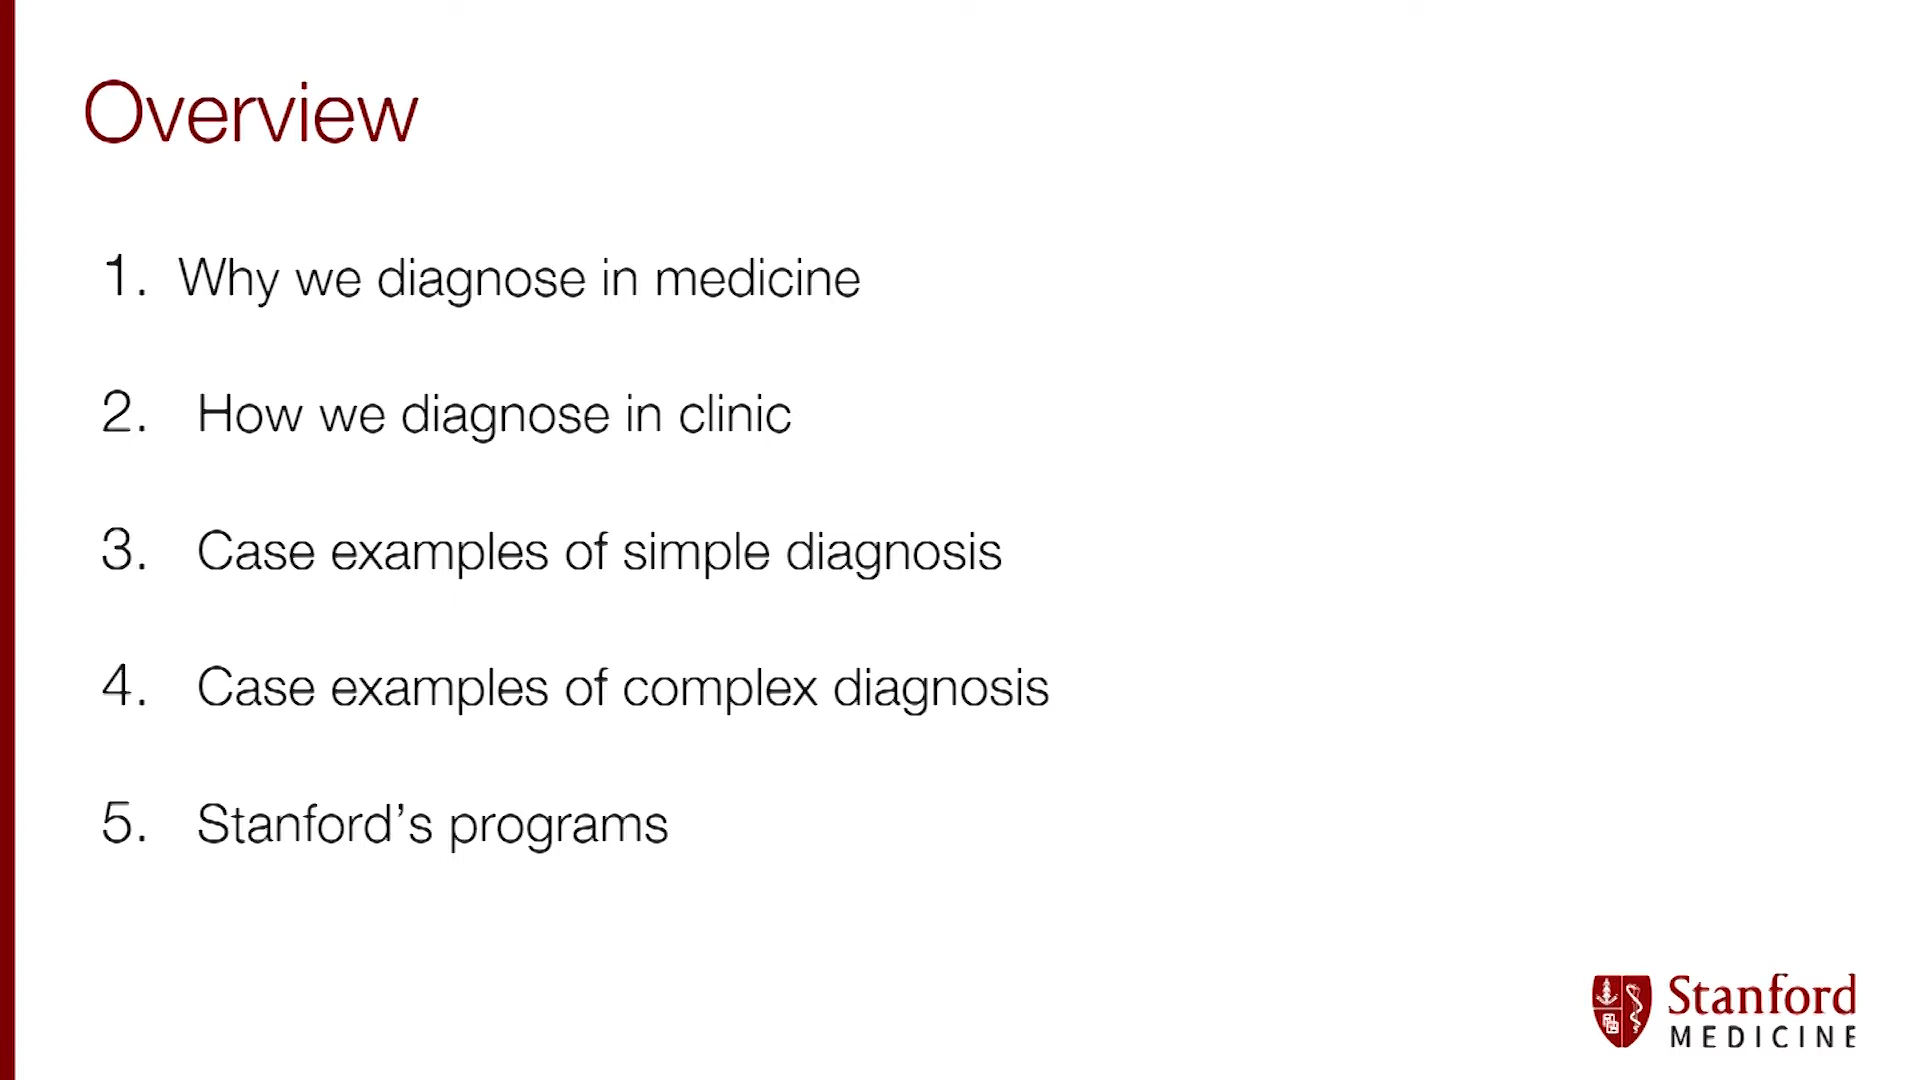 Overview
1. Why we diagnose in medicine
2. How we diagnose in clinic
3. Case examples of simple diagnosis
4. Case examples of complex diagnosis
5. Stanford’s programs
Stanford
MEDICINE